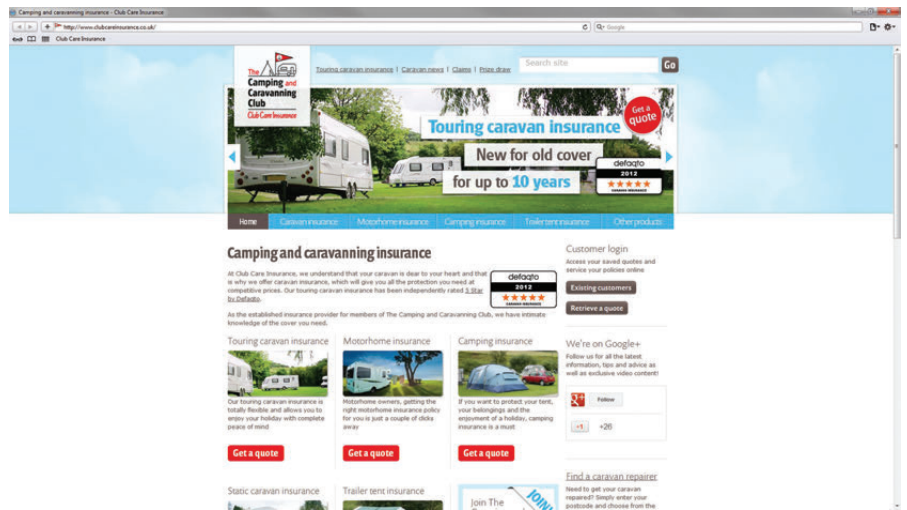 Camping and caravanning insurance - Club Care Insurance
http://www.clubcareinsurance.co.uk/
Google
Club Care Insurance
The
Camping and
Caravanning
Club
Club Care Insurance
Touring caravan insurance | Caravan news | Claims | Prize draw
Search site
Go
Get a
quote
Touring caravan insurance
New for old cover
for up to 10 years
defaqto
2012
★★★★★
CARAVAN INSURANCE
Home
Caravan insurance
Motorhome insurance
Camping insurance
Trailer tent insurance
Other products
Camping and caravanning insurance
At Club Care Insurance, we understand that your caravan is dear to your heart and that
is why we offer caravan insurance, which will give you all the protection you need at
competitive prices. Our touring caravan insurance has been independently rated 5 Star
by Defaqto.
defaqto
2012
★★★★★
CARAVAN INSURANCE
As the established insurance provider for members of The Camping and Caravanning Club, we have intimate
knowledge of the cover you need.
Touring caravan insurance
Our touring caravan insurance is
totally flexible and allows you to
enjoy your holiday with complete
peace of mind
Get a quote
Motorhome insurance
Motorhome owners, getting the
right motorhome insurance policy
for you is just a couple of clicks
away
Get a quote
Camping insurance
If you want to protect your tent,
your belongings and the
enjoyment of a holiday, camping
insurance is a must
Get a quote
Static caravan insurance
Trailer tent insurance
Join The
JOIN
Customer login
Access your saved quotes and
service your policies online
Existing customers
Retrieve a quote
We're on Google+
Follow us for all the latest
information, tips and advice as
well as exclusive video content!
g+
Follow
+1
+26
Find a caravan repairer
Need to get your caravan
repaired? Simply enter your
postcode and choose from the